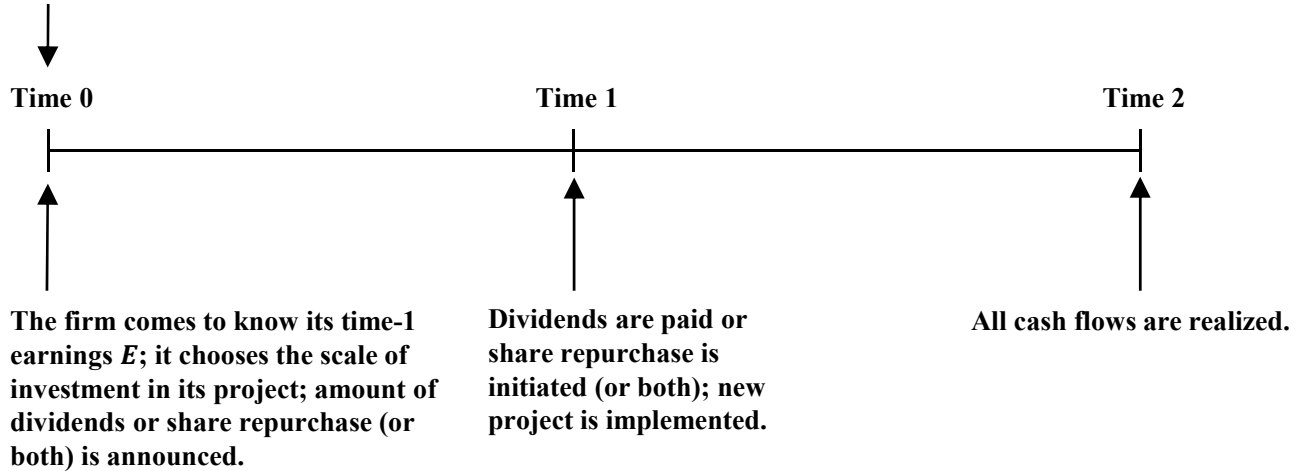 Time 0
Time 1
Time 2
The firm comes to know its time-1
earnings E; it chooses the scale of
investment in its project; amount of
dividends or share repurchase (or
both) is announced.
Dividends are paid or
share repurchase is
initiated (or both); new
project is implemented.
All cash flows are realized.